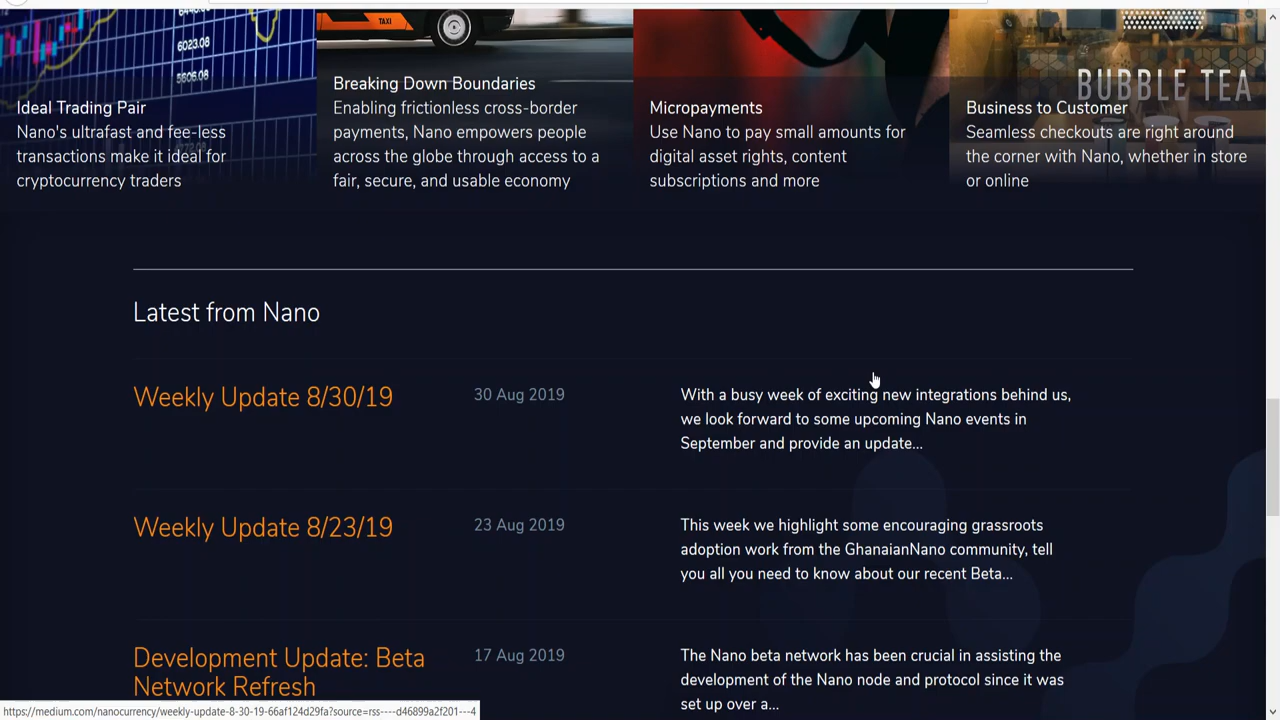 6023.08
5606.08
TAXI
BUBBLE TEA
Ideal Trading Pair
Nano's ultrafast and fee-less
transactions make it ideal for
cryptocurrency traders
Breaking Down Boundaries
Enabling frictionless cross-border
payments, Nano empowers people
across the globe through access to a
fair, secure, and usable economy
Micropayments
Use Nano to pay small amounts for
digital asset rights, content
subscriptions and more
Business to Customer
Seamless checkouts are right around
the corner with Nano, whether in store
or online
Latest from Nano
Weekly Update 8/30/19
30 Aug 2019
With a busy week of exciting new integrations behind us,
we look forward to some upcoming Nano events in
September and provide an update...
Weekly Update 8/23/19
23 Aug 2019
This week we highlight some encouraging grassroots
adoption work from the GhanaianNano community, tell
you all you need to know about our recent Beta...
Development Update: Beta
Network Refresh
17 Aug 2019
The Nano beta network has been crucial in assisting the
development of the Nano node and protocol since it was
set up over a...
https://medium.com/nanocurrency/weekly-update-8-30-19-66af124d29fa?source=rss----d46899a2f201---4